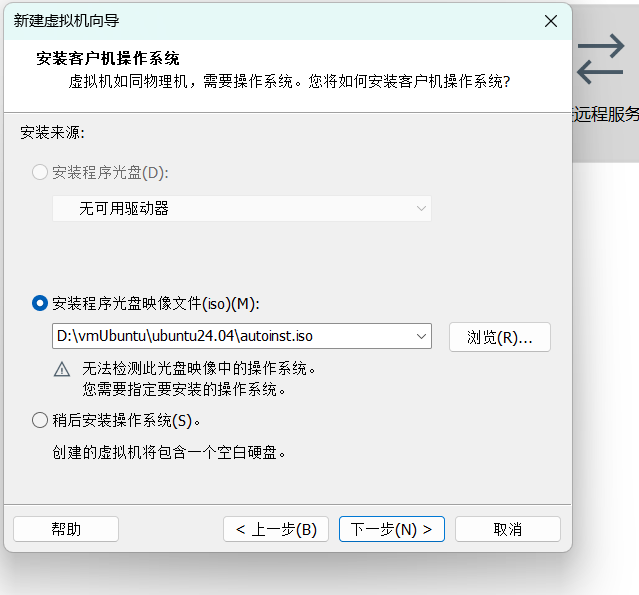 新建虚拟机向导
安装客户机操作系统
虚拟机如同物理机，需要操作系统。您将如何安装客户机操作系统?
远程服务
安装来源:
安装程序光盘(D):
无可用驱动器
安装程序光盘映像文件(iso)(M):
D:\vmUbuntu\ubuntu24.04\autoinst.iso
浏览(R)...
无法检测此光盘映像中的操作系统。
您需要指定要安装的操作系统。
稍后安装操作系统(S)。
创建的虚拟机将包含一个空白硬盘。
帮助
< 上一步(B)
下一步(N) >
取消